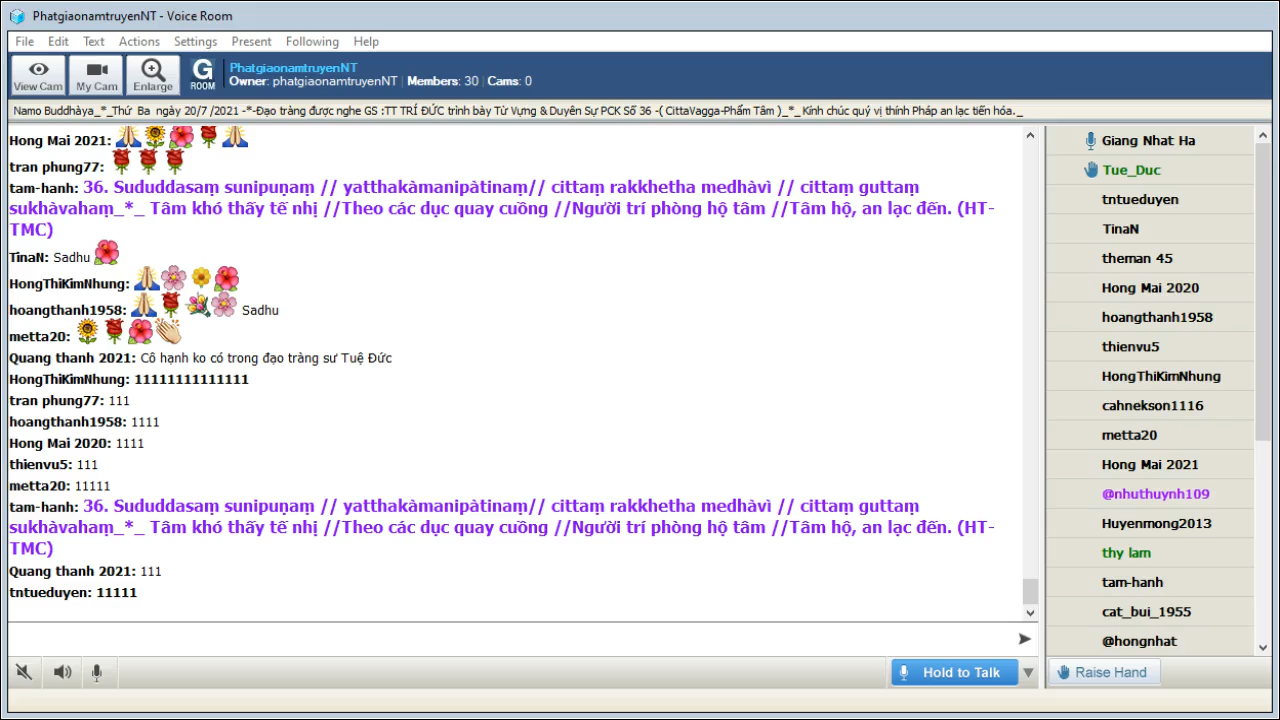 PhatgiaonamtruyenNT - Voice Room
File Edit Text Actions Settings Present Following Help
View Cam My Cam Enlarge G ROOM
PhatgiaonamtruyenNT
Owner: phatgiaonamtruyenNT | Members: 30 | Cams: 0
Namo Buddhàya_*_Thứ Ba ngày 20/7 /2021 -*-Đạo tràng được nghe GS :TT TRÍ ĐỨC trình bày Từ Vựng & Duyên Sự PCK Số 36 -( CittaVagga-Phẩm Tâm )_*_ Kính chúc quý vị thính Pháp an lạc tiến hóa._
Hong Mai 2021:
tran phung77:
tam-hanh: 36. Sududdasaṃ sunipuṇaṃ // yatthakàmanipàtinaṃ// cittaṃ rakkhetha medhàvì // cittaṃ guttaṃ
sukhàvahaṃ_*_ Tâm khó thấy tế nhị //Theo các dục quay cuồng //Người trí phòng hộ tâm //Tâm hộ, an lạc đến. (HT-
TMC)
TinaN: Sadhu
HongThiKimNhung:
hoangthanh1958: Sadhu
metta20:
Quang thanh 2021: Cô hạnh ko có trong đạo tràng sư Tuệ Đức
HongThiKimNhung: 11111111111111
tran phung77: 111
hoangthanh1958: 1111
Hong Mai 2020: 1111
thienvu5: 111
metta20: 11111
tam-hanh: 36. Sududdasaṃ sunipuṇaṃ // yatthakàmanipàtinaṃ// cittaṃ rakkhetha medhàvì // cittaṃ guttaṃ
sukhàvahaṃ_*_ Tâm khó thấy tế nhị //Theo các dục quay cuồng //Người trí phòng hộ tâm //Tâm hộ, an lạc đến. (HT-
TMC)
Quang thanh 2021: 111
tntueduyen: 11111
Hold to Talk
Giang Nhat Ha
Tue_Duc
tntueduyen
TinaN
theman 45
Hong Mai 2020
hoangthanh1958
thienvu5
HongThiKimNhung
cahnekson1116
metta20
Hong Mai 2021
@nhuthuynh109
Huyenmong2013
thy lam
tam-hanh
cat_bui_1955
@hongnhat
Raise Hand